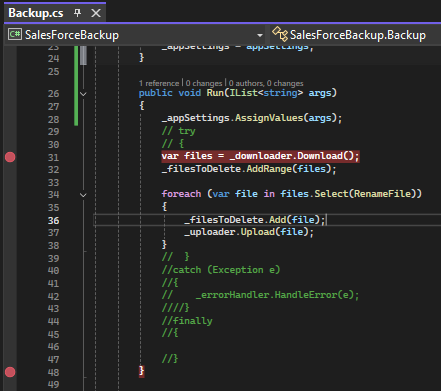 Backup.cs
C# SalesForceBackup SalesForceBackup.Backup
23 _appSettings = appSettings;
24 }
25
1 reference | 0 changes | 0 authors, 0 changes
26 public void Run(IList<string> args)
27 {
28 _appSettings.AssignValues(args);
29 // try
30 // {
31 var files = _downloader.Download();
32 _filesToDelete.AddRange(files);
33
34 foreach (var file in files.Select(RenameFile))
35 {
36 _filesToDelete.Add(file);
37 _uploader.Upload(file);
38 }
39 // }
40 //catch (Exception e)
41 //{
42 // _errorHandler.HandleError(e);
43 ////}
44 //finally
45 //{
46
47 //}
48 }
49